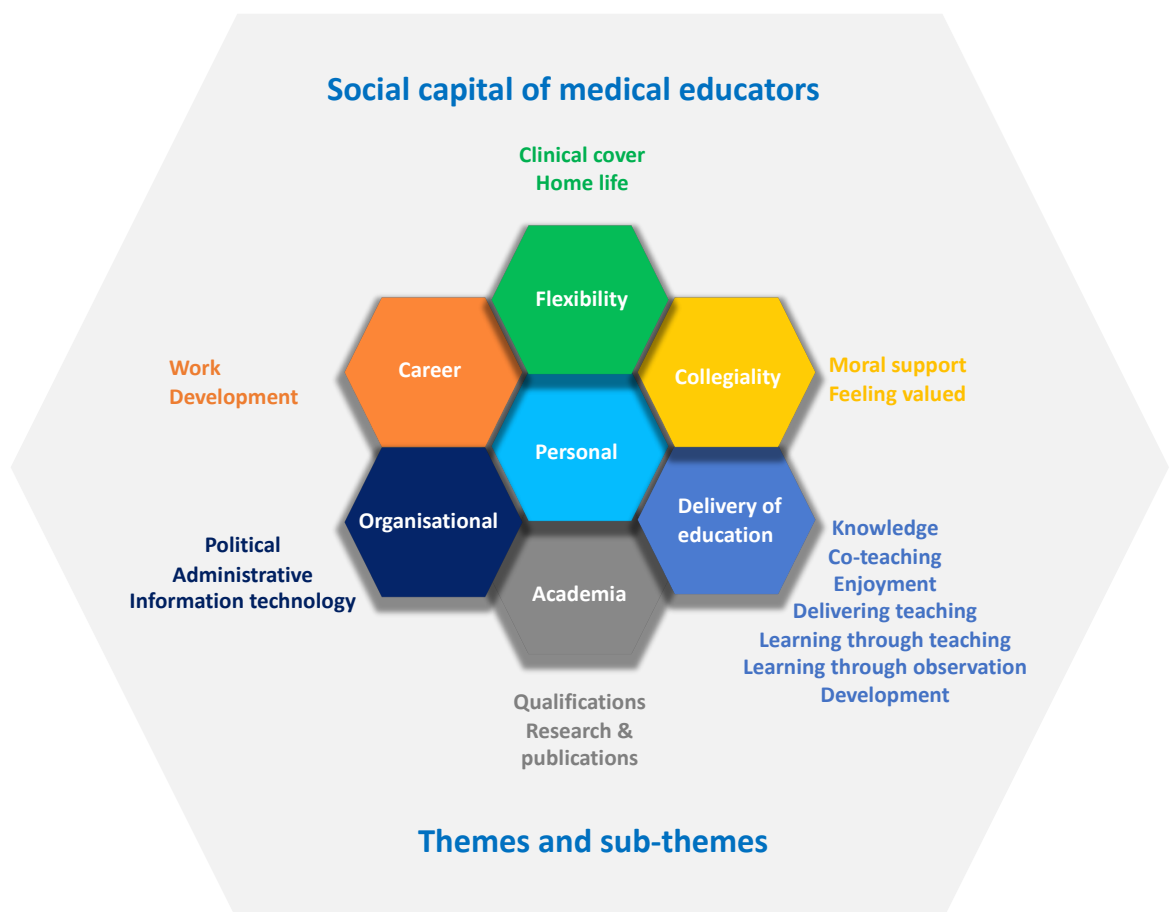 Social capital of medical educators
Clinical cover
Home life
Flexibility
Career
Collegiality
Work
Development
Moral support
Feeling valued
Personal
Organisational
Delivery of
education
Political
Administrative
Information technology
Knowledge
Co-teaching
Enjoyment
Delivering teaching
Learning through teaching
Learning through observation
Development
Academia
Qualifications
Research &
publications
Themes and sub-themes